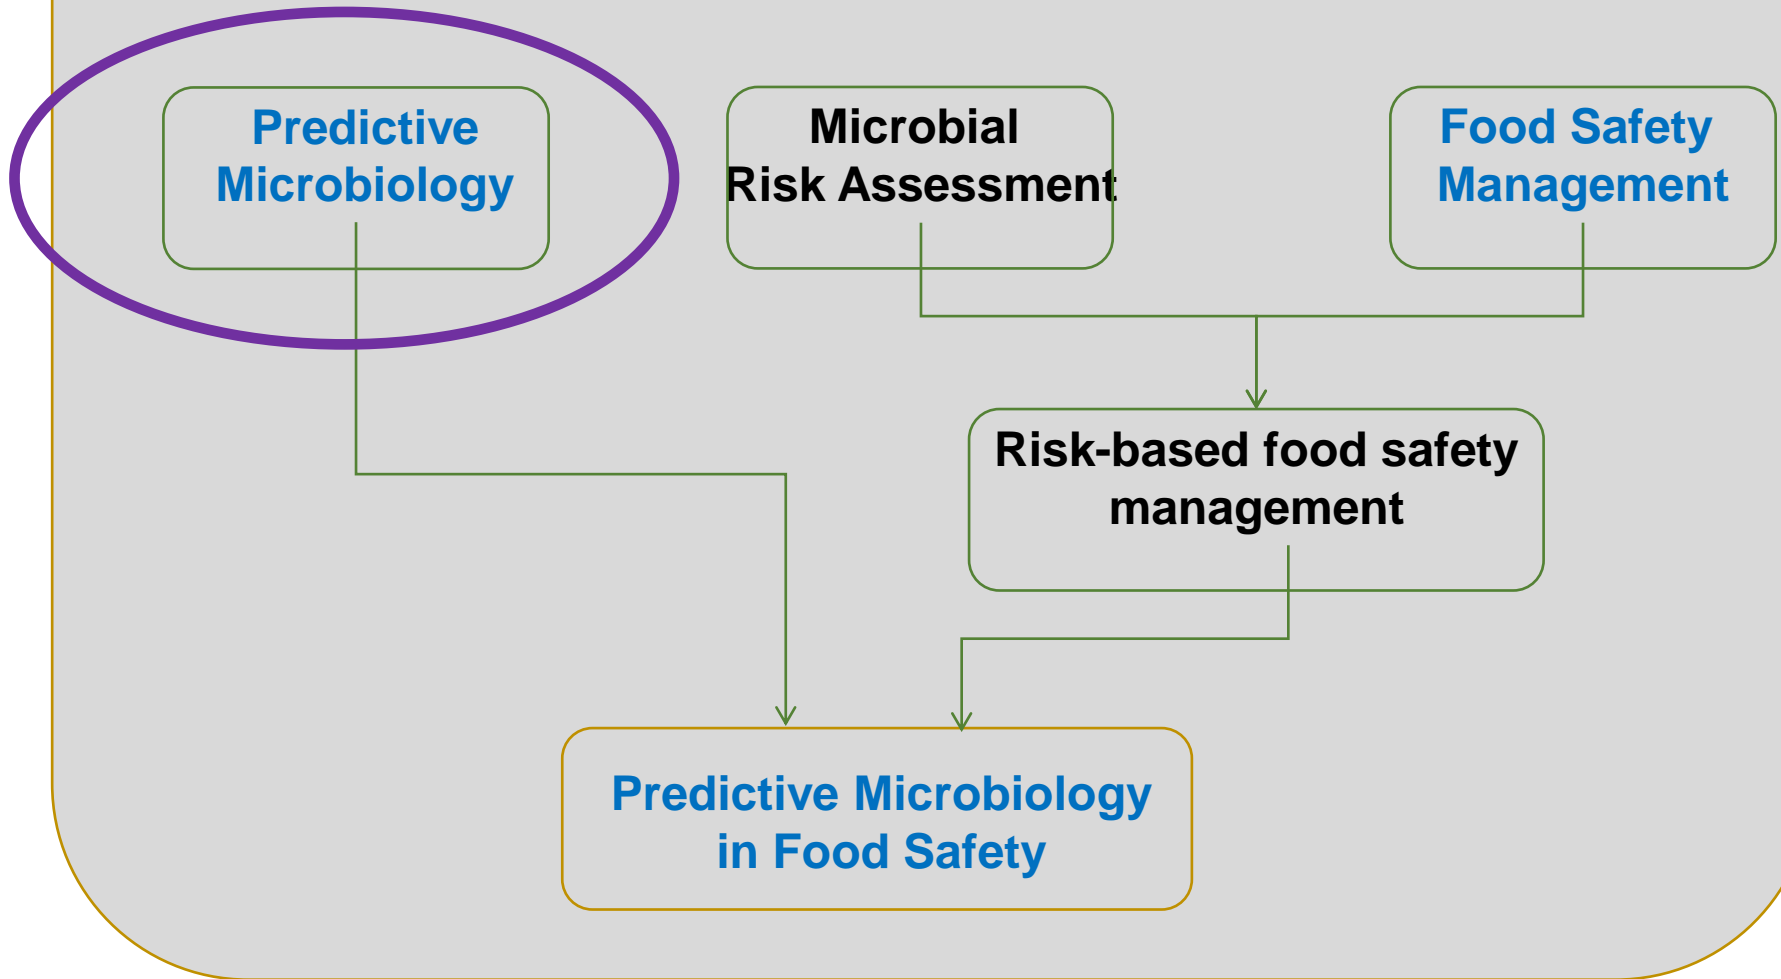 Predictive
Microbiology
Microbial
Risk Assessment
Food Safety
Management
Risk-based food safety
management
Predictive Microbiology
in Food Safety